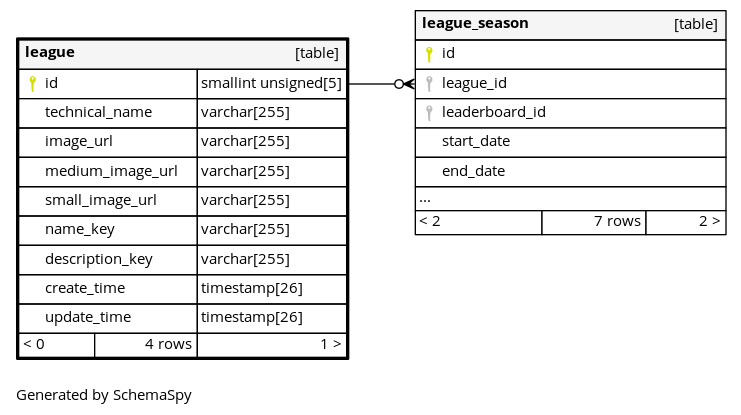 league [table]
id smallint unsigned[5]
technical_name varchar[255]
image_url varchar[255]
medium_image_url varchar[255]
small_image_url varchar[255]
name_key varchar[255]
description_key varchar[255]
create_time timestamp[26]
update_time timestamp[26]
< 0 4 rows 1 >
league_season [table]
id
league_id
leaderboard_id
start_date
end_date
...
< 2 7 rows 2 >
Generated by SchemaSpy